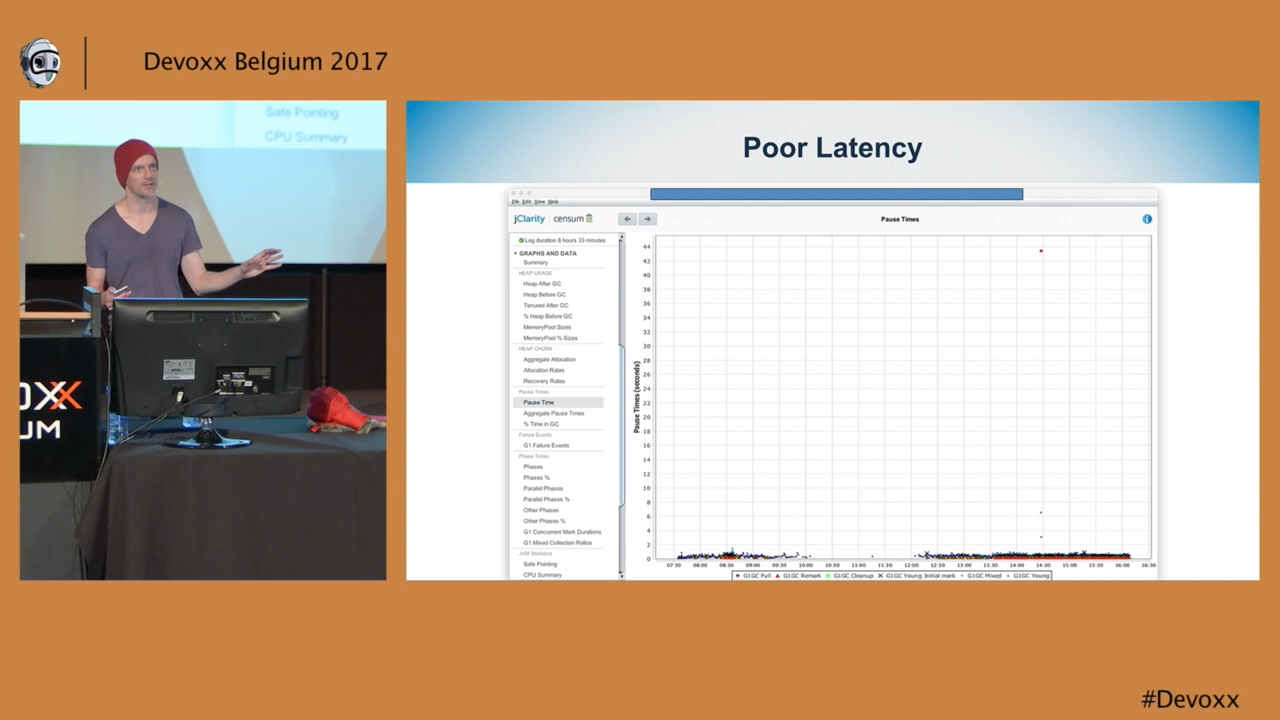 Devoxx Belgium 2017
Safe Pointing
CPU Summary
OXX
UM
Poor Latency
File Edit View Help
jClarity censum
Pause Times
Log duration 8 hours 33 minutes
GRAPHS AND DATA
Summary
HEAP USAGE
Heap After GC
Heap Before GC
Tenured After GC
% Heap Before GC
MemoryPool Sizes
MemoryPool % Sizes
HEAP CHURN
Aggregate Allocation
Allocation Rates
Recovery Rates
Pause Times
Pause Time
Aggregate Pause Times
% Time in GC
Failure Events
G1 Failure Events
Phase Times
Phases
Phases %
Parallel Phases
Parallel Phases %
Other Phases
Other Phases %
G1 Concurrent Mark Durations
G1 Mixed Collection Ratios
JVM Statistics
Safe Pointing
CPU Summary
Pause Times (seconds)
44
42
40
38
36
34
32
30
28
26
24
22
20
18
16
14
12
10
8
6
4
2
0
07:30 08:00 08:30 09:00 09:30 10:00 10:30 11:00 11:30 12:00 12:30 13:00 13:30 14:00 14:30 15:00 15:30 16:00 16:30
G1GC Full G1GC Remark G1GC Cleanup G1GC Young Initial mark G1GC Mixed G1GC Young
#Devoxx